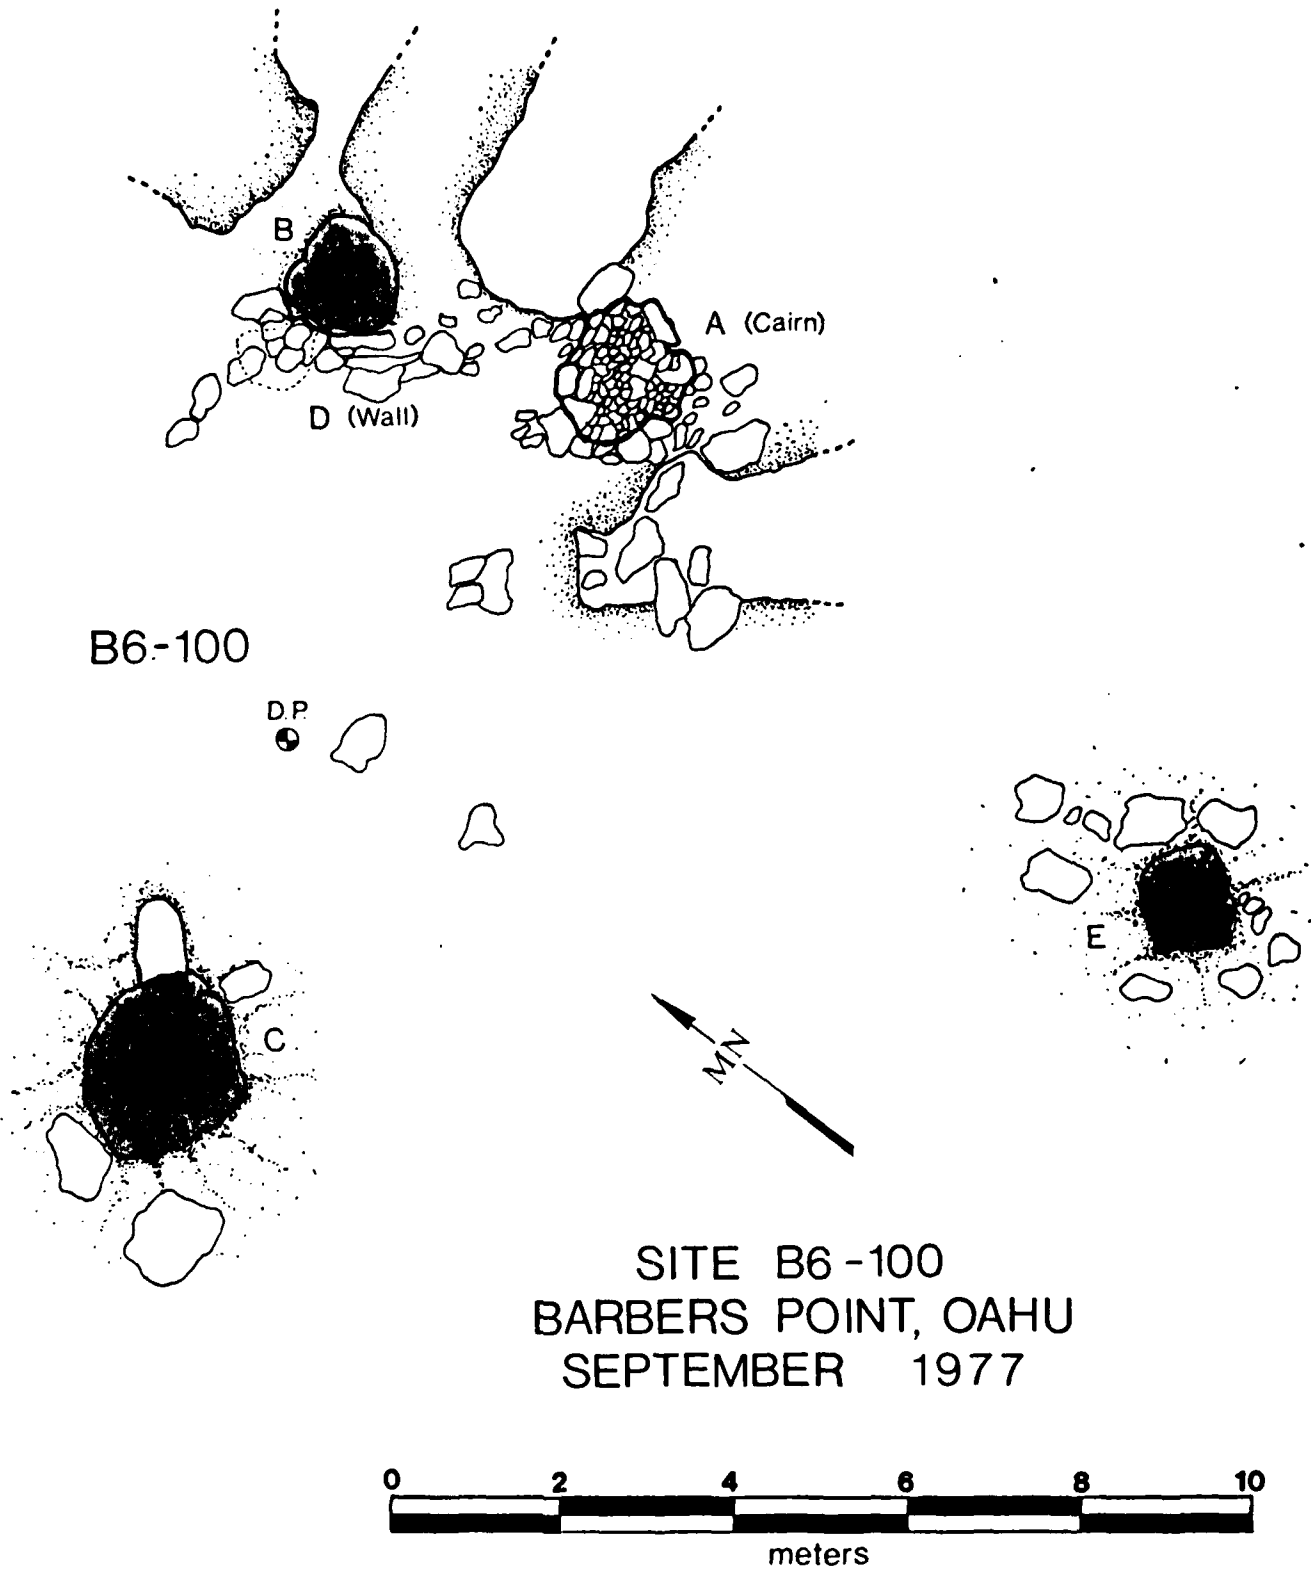 B
A (Cairn)
D (Wall)
B6-100
D.P.
E
C
MN
SITE B6-100
BARBERS POINT, OAHU
SEPTEMBER 1977
0 2 4 6 8 10
meters